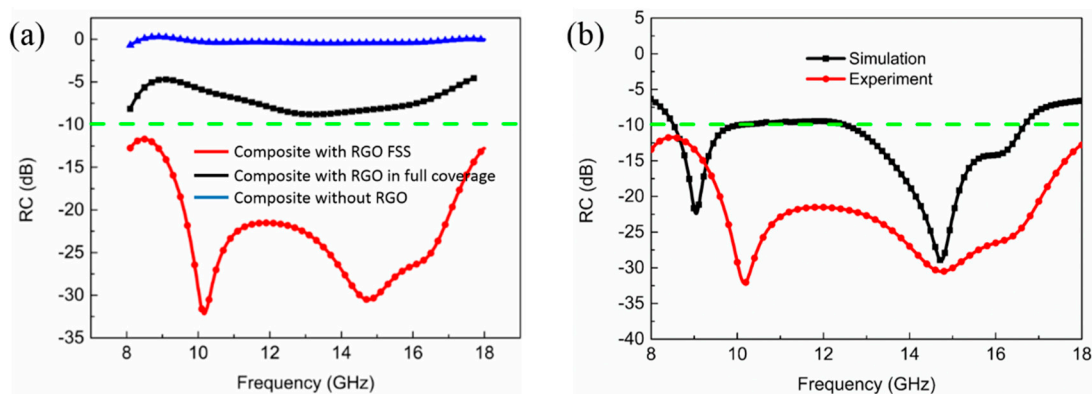 (a)
0
-5
-10
-15
-20
-25
-30
-35
RC (dB)
Composite with RGO FSS
Composite with RGO in full coverage
Composite without RGO
8 10 12 14 16 18
Frequency (GHz)
(b)
5
0
-5
-10
-15
-20
-25
-30
-35
-40
RC (dB)
Simulation
Experiment
8 10 12 14 16 18
Frequency (GHz)